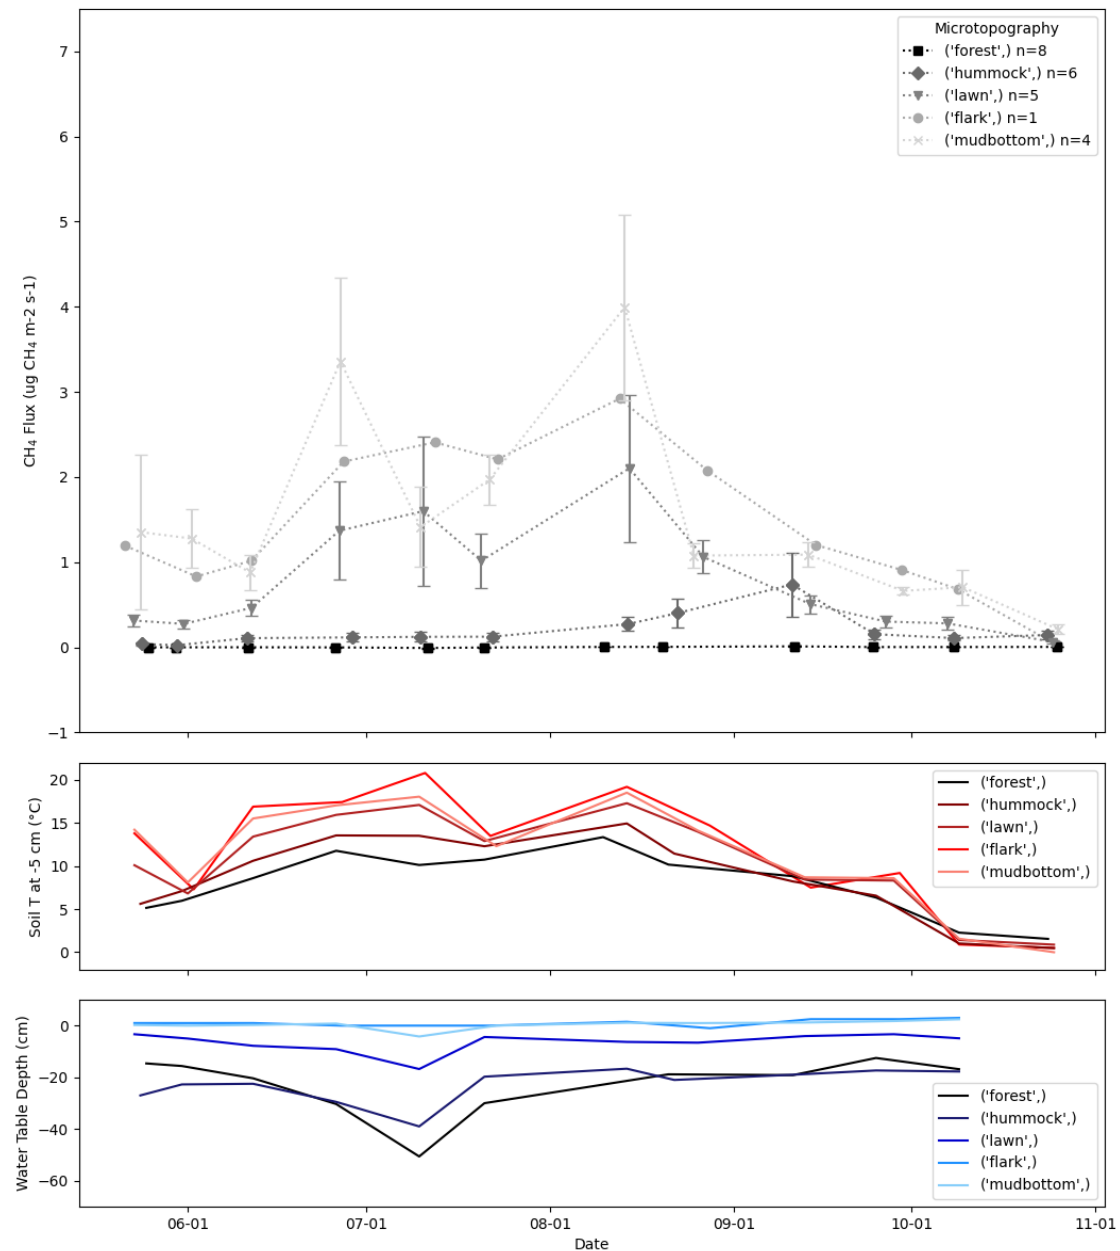 Microtopography
('forest',) n=8
('hummock',) n=6
('lawn',) n=5
('flark',) n=1
('mudbottom',) n=4
7
6
5
4
3
2
1
0
−1
CH₄ Flux (ug CH₄ m-2 s-1)
('forest',)
('hummock',)
('lawn',)
('flark',)
('mudbottom',)
20
15
10
5
0
Soil T at -5 cm (°C)
0
−20
−40
−60
Water Table Depth (cm)
('forest',)
('hummock',)
('lawn',)
('flark',)
('mudbottom',)
06-01 07-01 08-01 09-01 10-01 11-01
Date